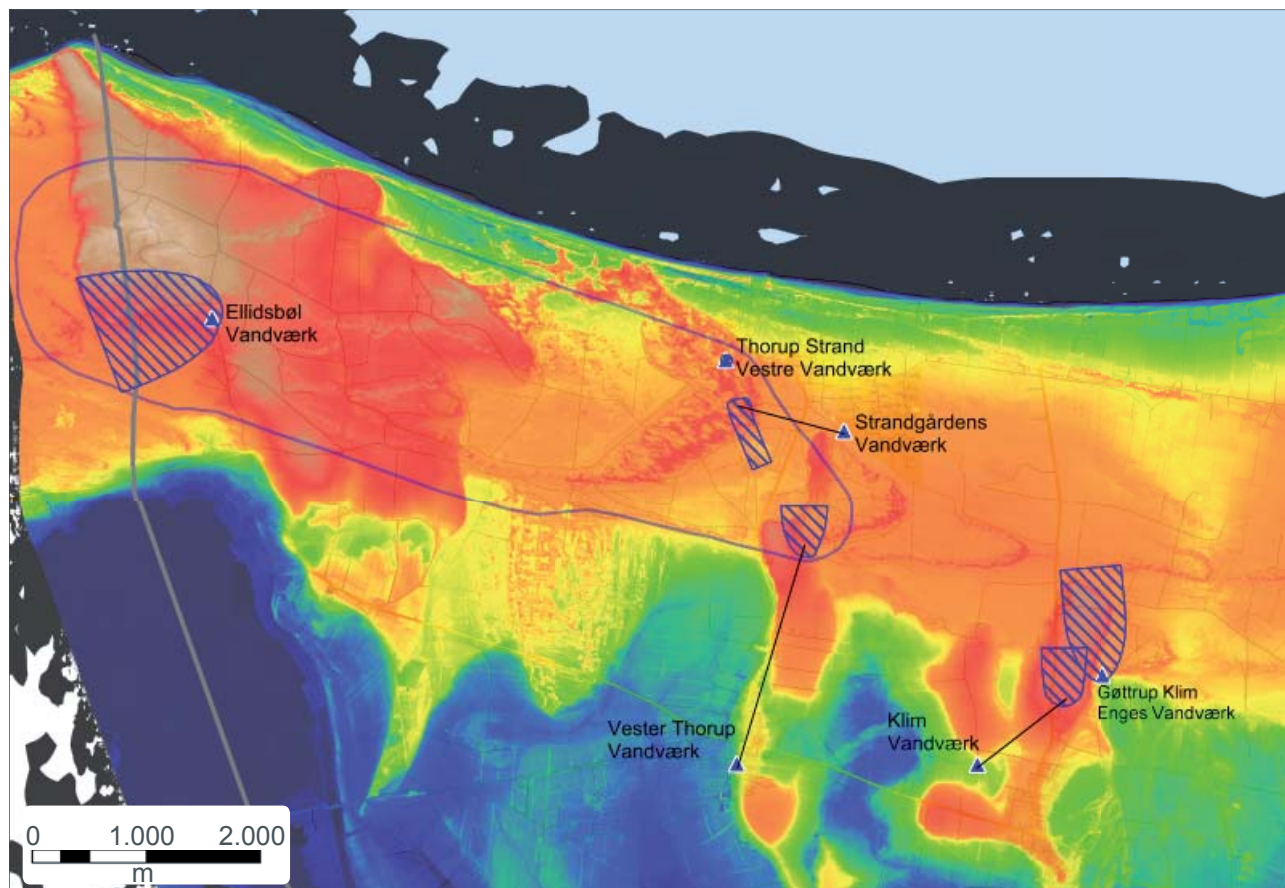 Ellidsbøl
Vandværk
Thorup Strand
Vestre Vandværk
Strandgårdens
Vandværk
Gøttrup Klim
Enges Vandværk
Vester Thorup
Vandværk
Klim
Vandværk
0 1.000 2.000
m